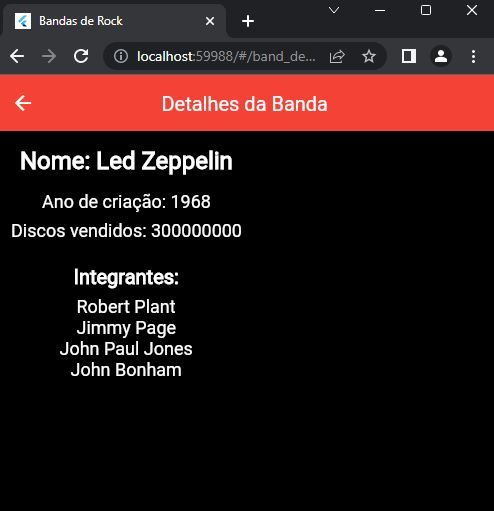 Bandas de Rock
localhost:59988/#/band_de...
Detalhes da Banda
Nome: Led Zeppelin
Ano de criação: 1968
Discos vendidos: 300000000
Integrantes:
Robert Plant
Jimmy Page
John Paul Jones
John Bonham